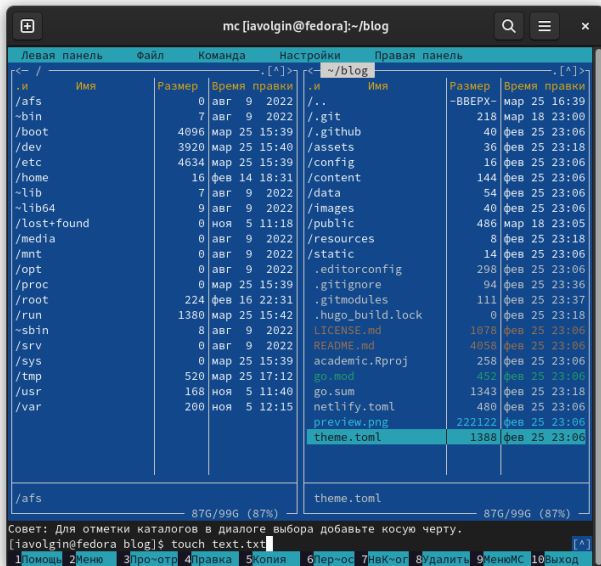 mc [iavolgin@fedora]:~/blog
Левая панель Файл Команда Настройки Правая панель
<- / .[^]> <- ~/blog .[^]>
.и Имя Размер Время правки .и Имя Размер Время правки
/afs 0 авг 9 2022 /.. -ВВЕРХ- мар 25 16:39
~bin 7 авг 9 2022 /.git 218 мар 18 23:00
/boot 4096 мар 25 15:39 /.github 40 фев 25 23:06
/dev 3920 мар 25 15:40 /assets 36 фев 25 23:18
/etc 4634 мар 25 15:39 /config 16 фев 25 23:06
/home 16 фев 14 18:31 /content 144 фев 25 23:06
~lib 7 авг 9 2022 /data 54 фев 25 23:06
~lib64 9 авг 9 2022 /images 40 фев 25 23:06
/lost+found 0 ноя 5 11:18 /public 486 мар 18 23:05
/media 0 авг 9 2022 /resources 8 фев 25 23:18
/mnt 0 авг 9 2022 /static 14 фев 25 23:06
/opt 0 авг 9 2022 .editorconfig 298 фев 25 23:06
/proc 0 мар 25 15:39 .gitignore 94 фев 25 23:36
/root 224 фев 16 22:31 .gitmodules 111 фев 25 23:37
/run 1380 мар 25 15:42 .hugo_build.lock 0 фев 25 23:18
~sbin 8 авг 9 2022 LICENSE.md 1078 фев 25 23:06
/srv 0 авг 9 2022 README.md 4058 фев 25 23:06
/sys 0 мар 25 15:39 academic.Rproj 258 фев 25 23:06
/tmp 520 мар 25 17:12 go.mod 452 фев 25 23:06
/usr 168 ноя 5 11:40 go.sum 1343 фев 25 23:18
/var 200 ноя 5 12:15 netlify.toml 480 фев 25 23:06
preview.png 222122 фев 25 23:06
theme.toml 1388 фев 25 23:06
/afs theme.toml
87G/99G (87%) 87G/99G (87%)
Совет: Для отметки каталогов в диалоге выбора добавьте косую черту.
[iavolgin@fedora blog]$ touch text.txt [^]
1Помощь 2Меню 3Про~отр 4Правка 5Копия 6Пер~ос 7НвК~ог 8Удалить 9МенюMC 10Выход